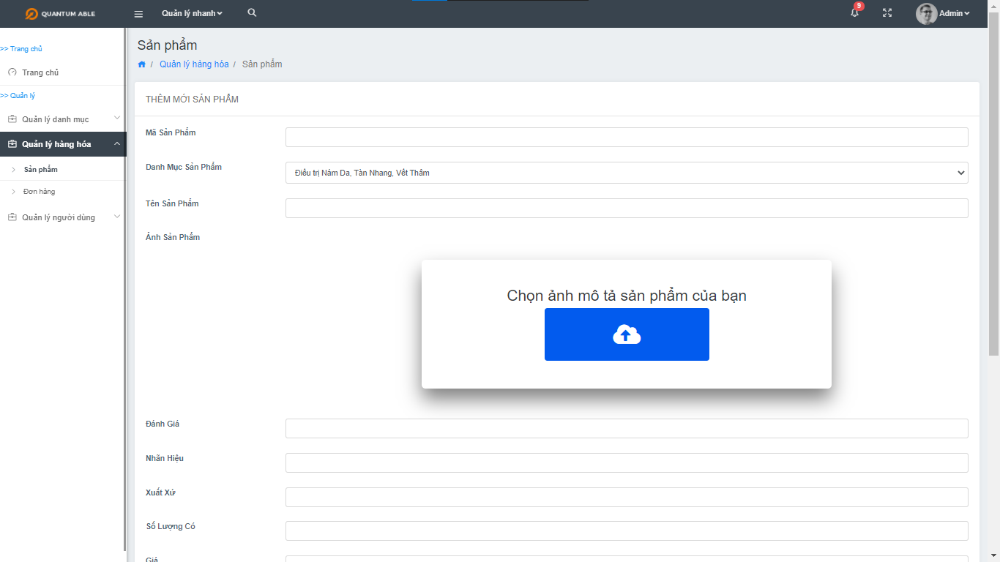 QUANTUM ABLE
Quản lý nhanh
9
Admin
>> Trang chủ
Trang chủ
>> Quản lý
Quản lý danh mục
Quản lý hàng hóa
Sản phẩm
Đơn hàng
Quản lý người dùng
Sản phẩm
/ Quản lý hàng hóa / Sản phẩm
THÊM MỚI SẢN PHẨM
Mã Sản Phẩm
Danh Mục Sản Phẩm
Điều trị Nám Da, Tàn Nhang, Vết Thâm
Tên Sản Phẩm
Ảnh Sản Phẩm
Chọn ảnh mô tả sản phẩm của bạn
Đánh Giá
Nhãn Hiệu
Xuất Xứ
Số Lượng Có
Giá